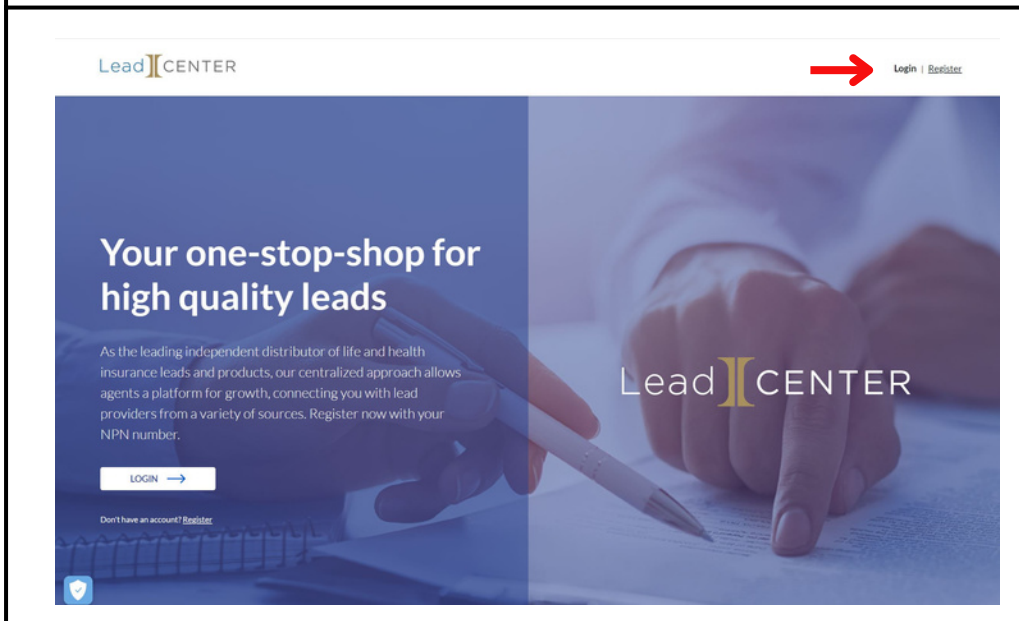 Lead CENTER
Login | Register
Your one-stop-shop for
high quality leads
As the leading independent distributor of life and health
insurance leads and products, our centralized approach allows
agents a platform for growth, connecting you with lead
providers from a variety of sources. Register now with your
NPN number.
LOGIN
Don't have an account? Register
Lead CENTER